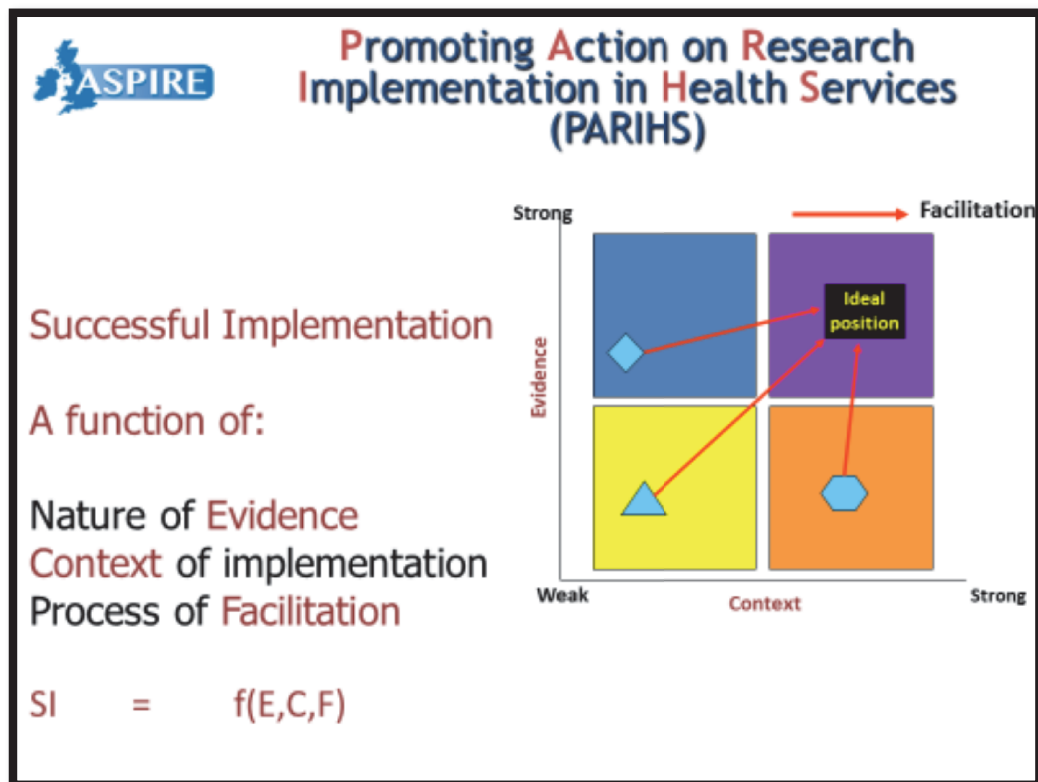 ASPIRE
Promoting Action on Research
Implementation in Health Services
(PARIHS)
Successful Implementation
A function of:
Nature of Evidence
Context of implementation
Process of Facilitation
SI = f(E,C,F)
Strong
Facilitation
Ideal
position
Evidence
Weak
Context
Strong